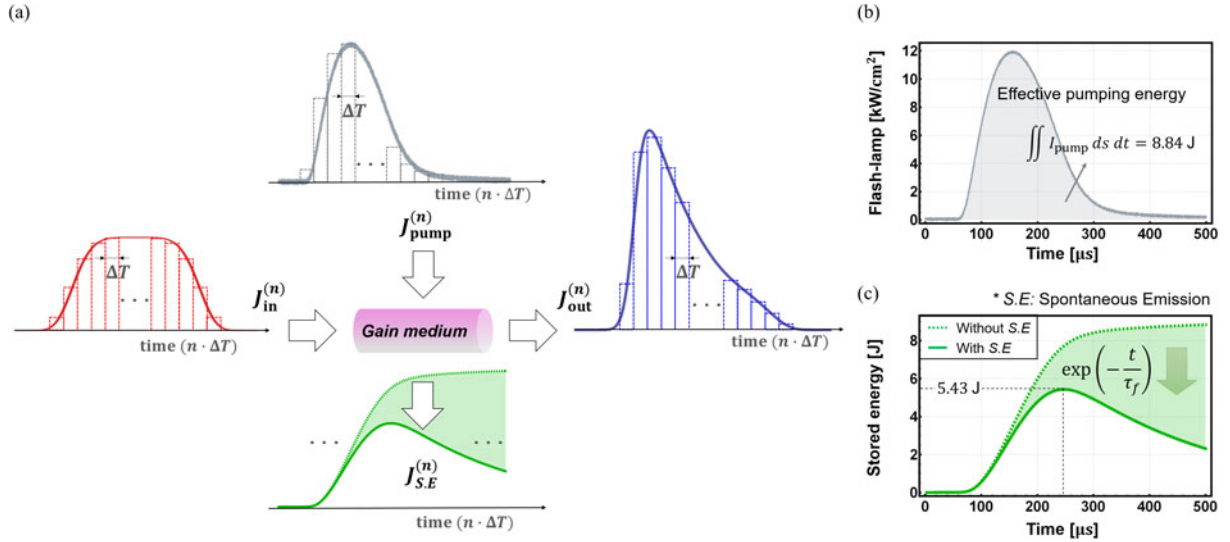 (a)
ΔT
. . .
time (n · ΔT)
J_pump^(n)
ΔT
. . .
J_in^(n)
time (n · ΔT)
Gain medium
J_out^(n)
ΔT
. . .
time (n · ΔT)
. . .
. . .
J_S.E^(n)
time (n · ΔT)
(b)
Flash-lamp [kW/cm²]
12
10
8
6
4
2
0
Effective pumping energy
∬ I_pump ds dt = 8.84 J
0 100 200 300 400 500
Time [μs]
(c)
* S.E: Spontaneous Emission
Without S.E
With S.E
exp(−t/τ_f)
5.43 J
Stored energy [J]
8
6
4
2
0
0 100 200 300 400 500
Time [μs]